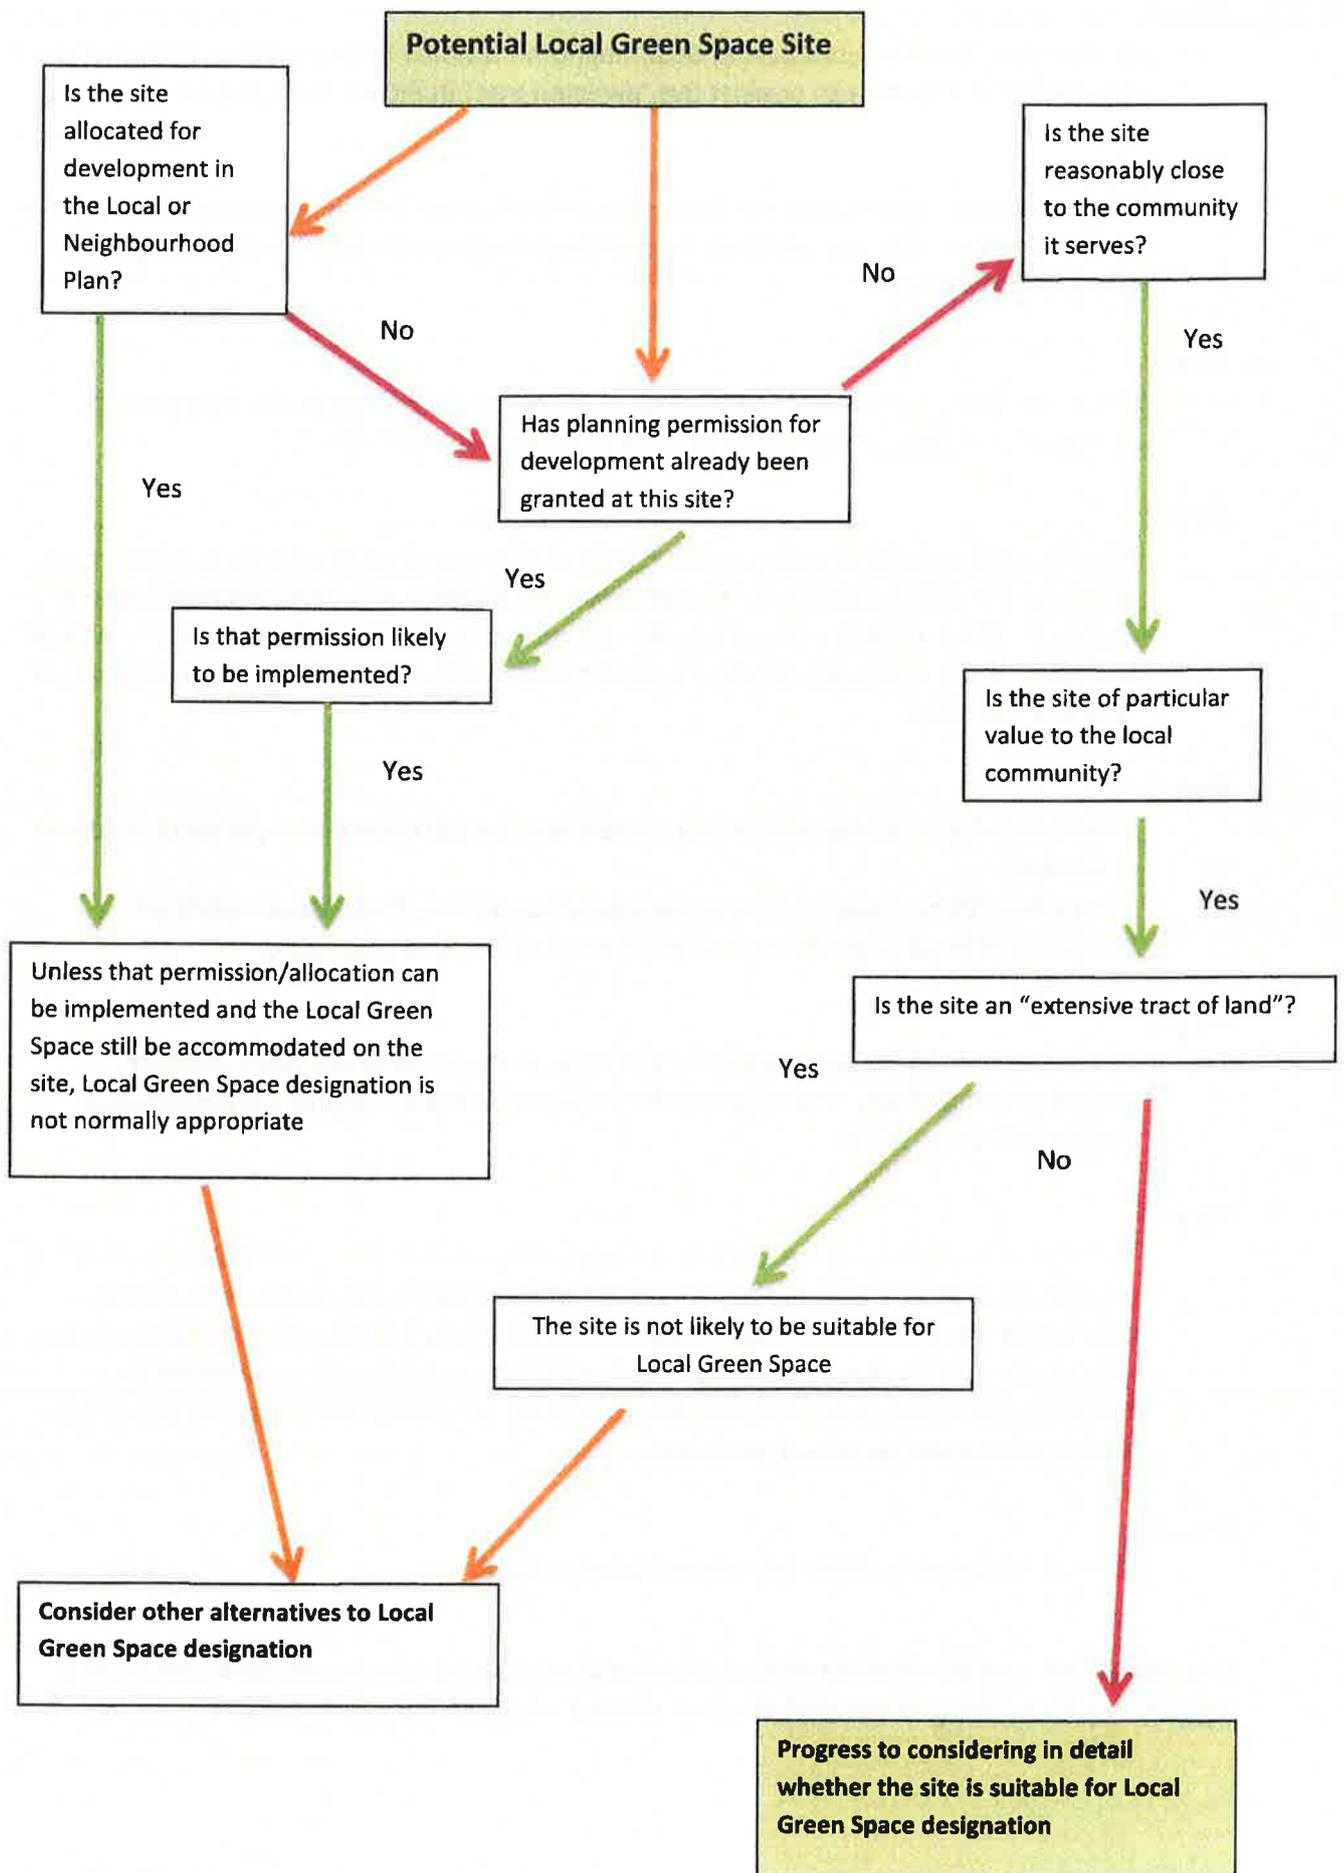 Potential Local Green Space Site
Is the site
allocated for
development in
the Local or
Neighbourhood
Plan?
Is the site
reasonably close
to the community
it serves?
No
No
Yes
Has planning permission for
development already been
granted at this site?
Yes
Yes
Is that permission likely
to be implemented?
Yes
Is the site of particular
value to the local
community?
Yes
Unless that permission/allocation can
be implemented and the Local Green
Space still be accommodated on the
site, Local Green Space designation is
not normally appropriate
Is the site an “extensive tract of land”?
Yes
No
The site is not likely to be suitable for
Local Green Space
Consider other alternatives to Local
Green Space designation
Progress to considering in detail
whether the site is suitable for Local
Green Space designation